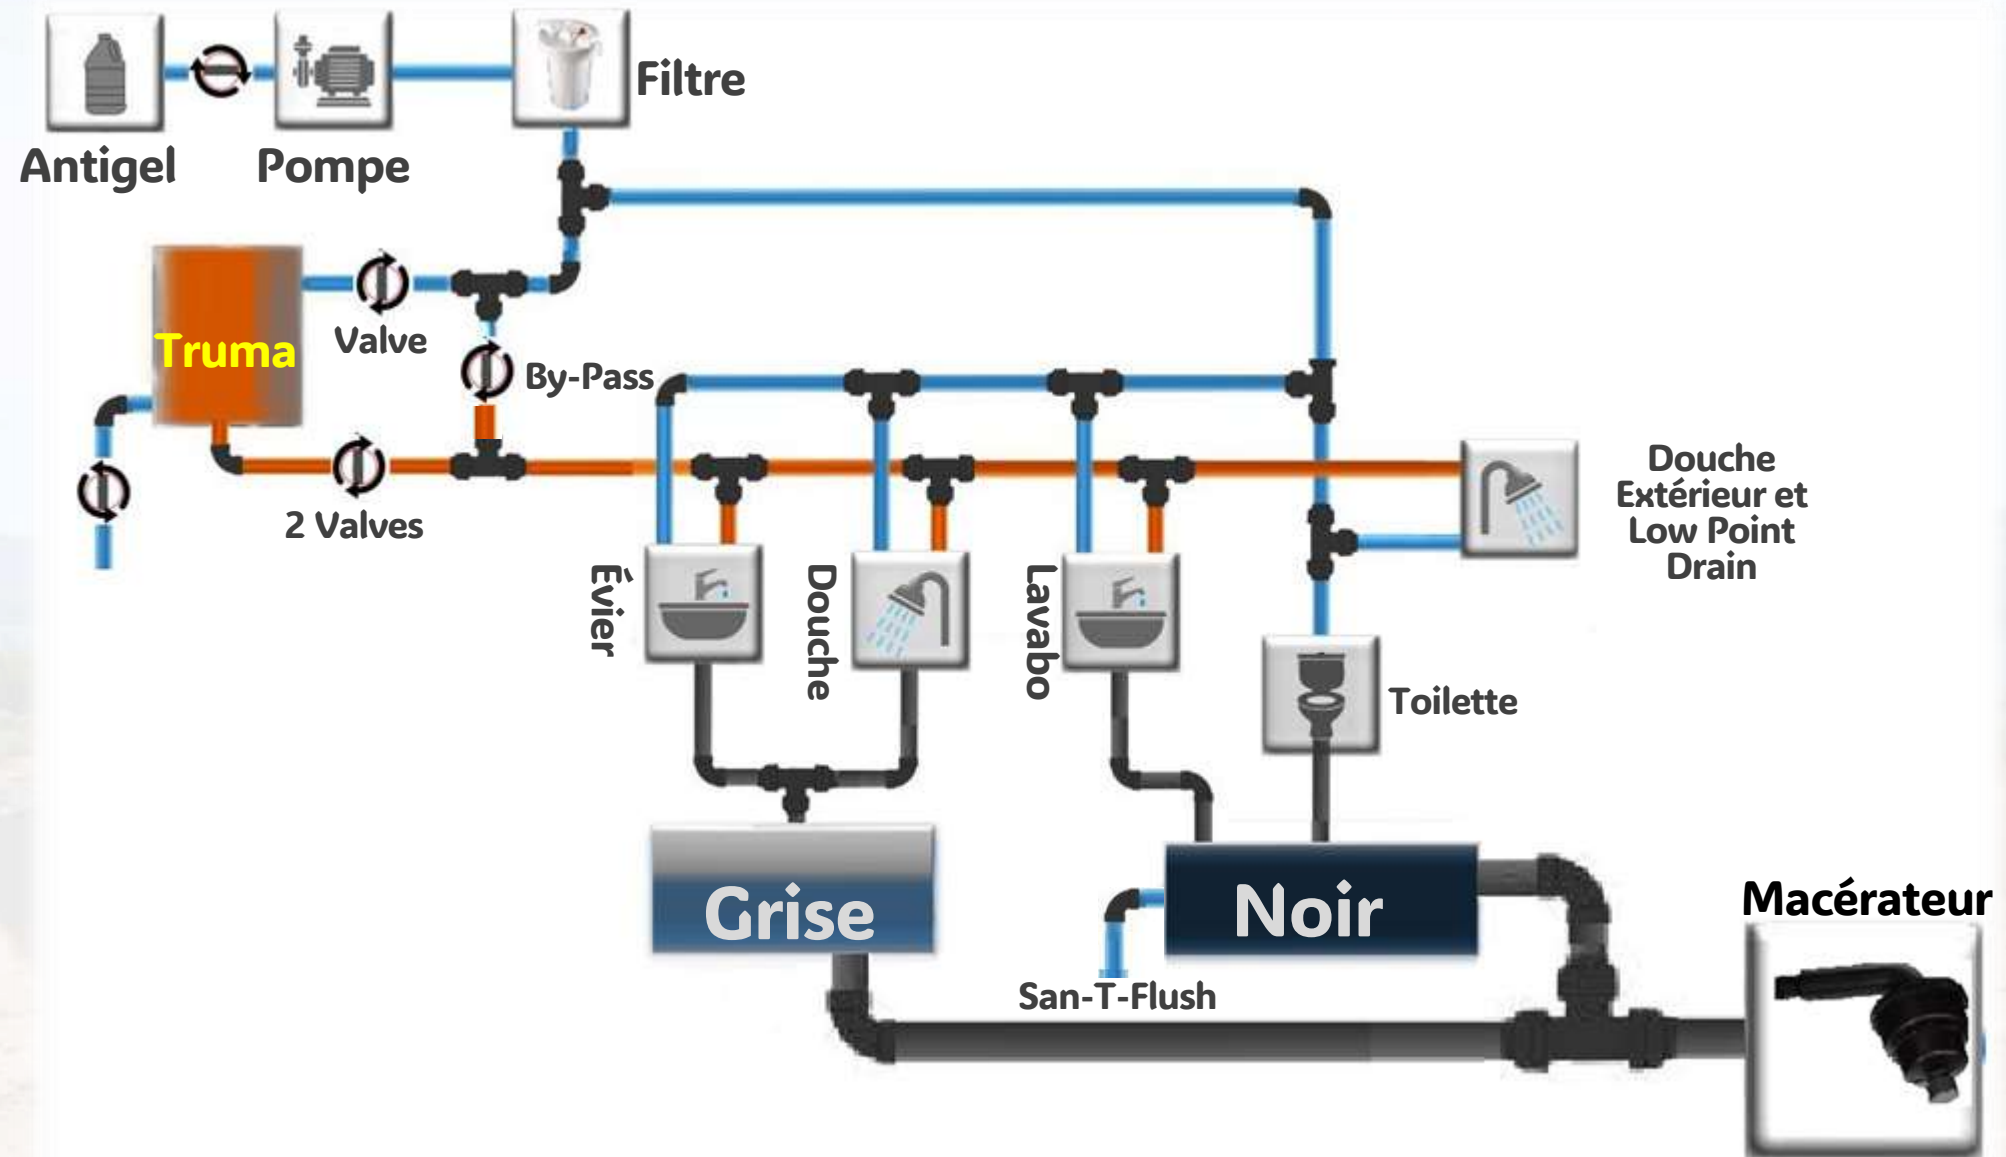 Filtre
Antigel
Pompe
Truma
Valve
By-Pass
2 Valves
Douche
Extérieur et
Low Point
Drain
Évier
Douche
Lavabo
Toilette
Grise
Noir
Macérateur
San-T-Flush